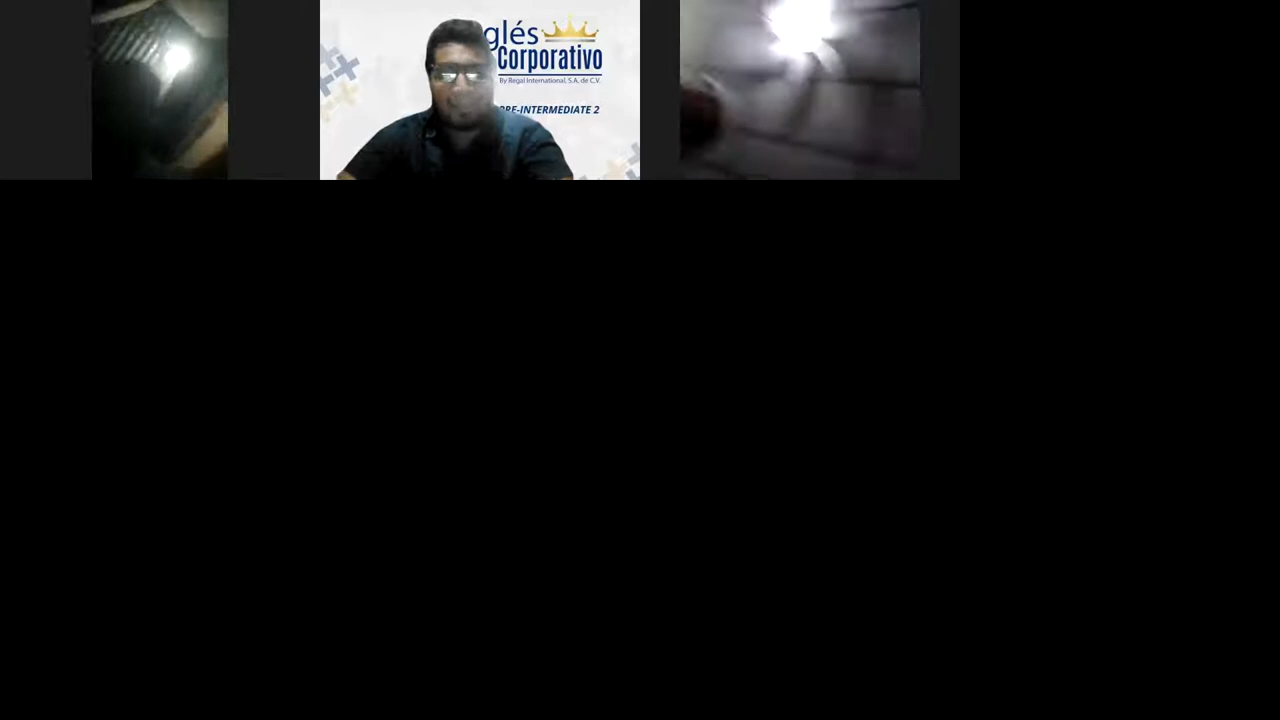 glés
Corporativo
By Regal International, S.A. de C.V.
PRE-INTERMEDIATE 2